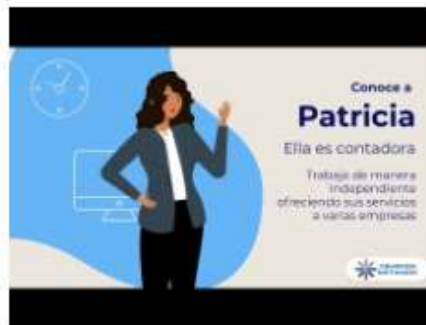 Conoce a
Patricia
Ella es contadora
Trabaja de manera
independiente
ofreciendo sus servicios
a varias empresas